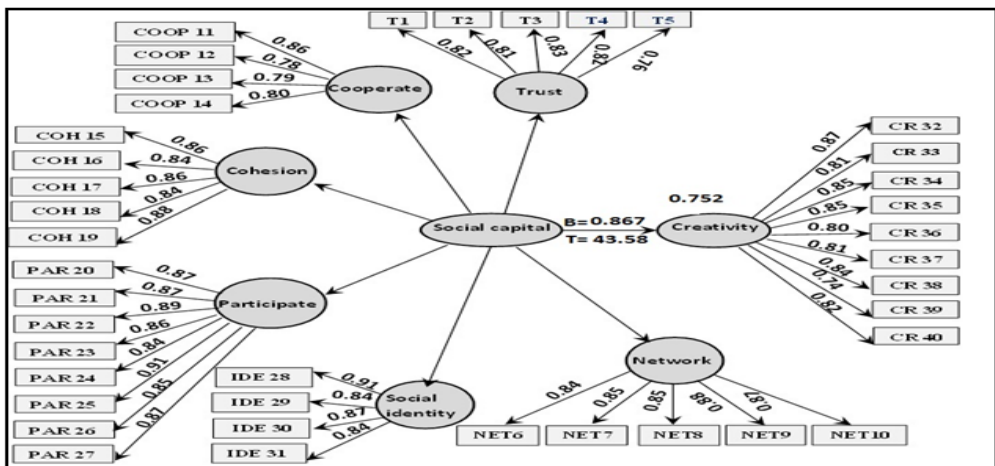 T1 T2 T3 T4 T5
0.82 0.81 0.83 0.82 0.76
Trust
COOP 11
COOP 12
COOP 13
COOP 14
0.86
0.78
0.79
0.80
Cooperate
COH 15
COH 16
COH 17
COH 18
COH 19
0.86
0.84
0.86
0.84
0.88
Cohesion
Social capital
B= 0.867
T= 43.58
0.752
Creativity
0.87
0.81
0.85
0.85
0.80
0.81
0.84
0.74
0.82
CR 32
CR 33
CR 34
CR 35
CR 36
CR 37
CR 38
CR 39
CR 40
PAR 20
PAR 21
PAR 22
PAR 23
PAR 24
PAR 25
PAR 26
PAR 27
0.87
0.87
0.89
0.86
0.84
0.91
0.85
0.87
Participate
IDE 28
IDE 29
IDE 30
IDE 31
0.91
0.84
0.87
0.84
Social
identity
Network
0.84 0.85 0.85 0.88 0.87
NET6 NET7 NET8 NET9 NET10